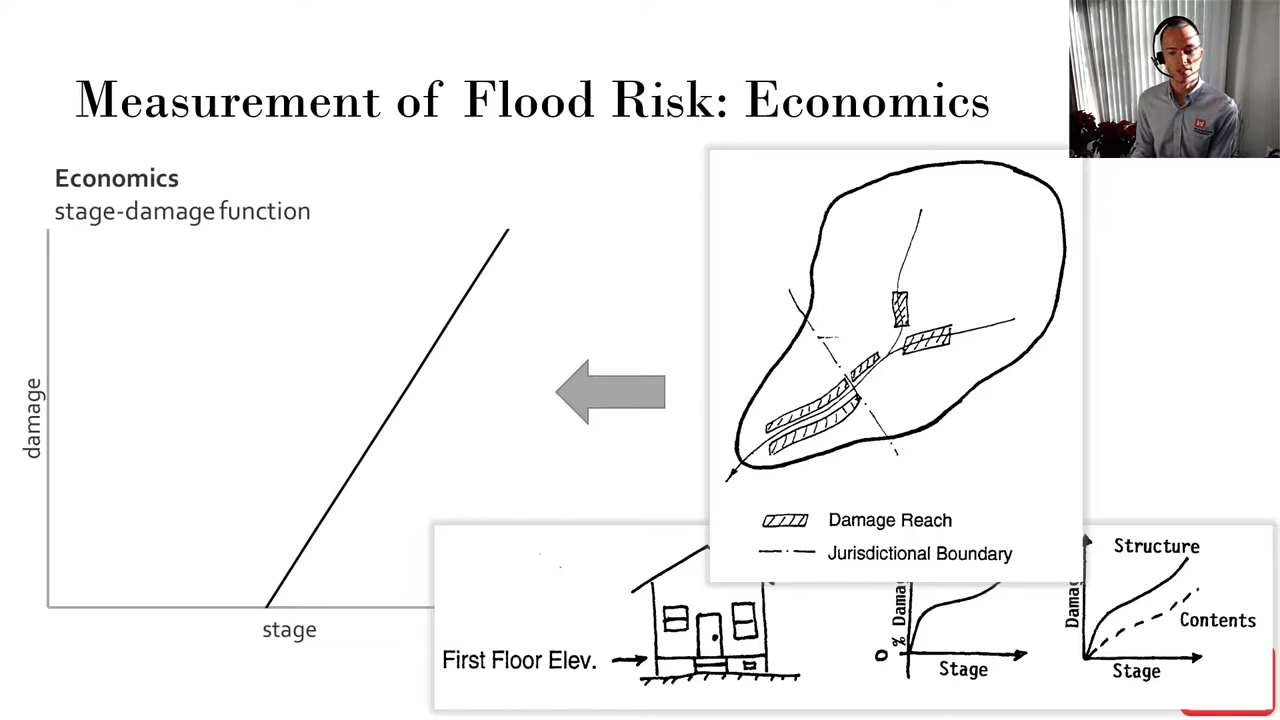 Measurement of Flood Risk: Economics
Economics
stage-damage function
damage
stage
Damage Reach
Jurisdictional Boundary
First Floor Elev.
0
%
Stage
Structure
Contents
Stage